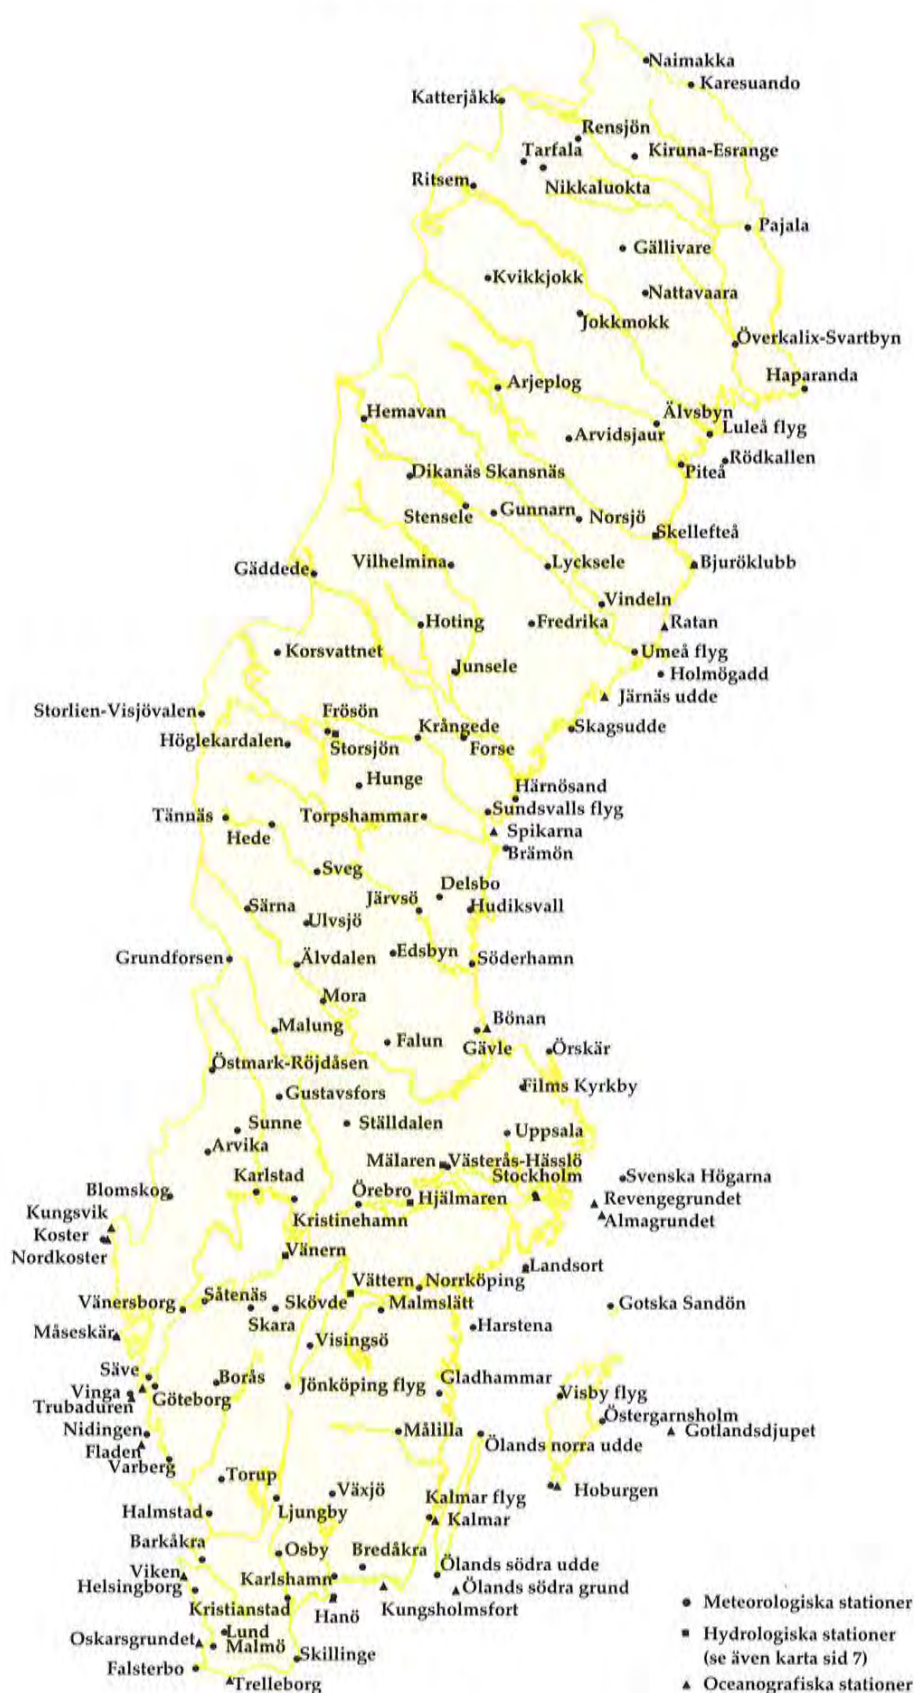 Naimakka
Karesuando
Katterjåkk
Rensjön
Tarfala
Kiruna-Esrange
Ritsem
Nikkaluokta
Pajala
Gällivare
Kvikkjokk
Nattavaara
Jokkmokk
Överkalix-Svartbyn
Haparanda
Arjeplog
Hemavan
Älvsbyn
Arvidsjaur
Luleå flyg
Rödkallen
Piteå
Dikanäs Skansnäs
Stensele
Gunnarn
Norsjö
Skellefteå
Gäddede
Vilhelmina
Lycksele
Bjuröklubb
Vindeln
Hoting
Fredrika
Ratan
Korsvattnet
Umeå flyg
Junsele
Holmögadd
Järnäs udde
Storlien-Visjövalen
Frösön
Krångede
Skagsudde
Höglekardalen
Storsjön
Forse
Hunge
Härnösand
Tännäs
Torpshammar
Sundsvalls flyg
Hede
Spikarna
Brämön
Sveg
Delsbo
Särna
Järvsö
Hudiksvall
Ulvsjö
Grundforsen
Älvdalen
Edsbyn
Söderhamn
Mora
Malung
Bönan
Falun
Gävle
Örskär
Östmark-Röjdåsen
Films Kyrkby
Gustavsfors
Sunne
Ställdalen
Uppsala
Arvika
Mälaren
Västerås-Hässlö
Stockholm
Svenska Högarna
Blomskog
Karlstad
Örebro
Hjälmaren
Revengegrundet
Kungsvik
Kristinehamn
Almagrundet
Koster
Nordkoster
Vänern
Landsort
Vättern
Norrköping
Såtenäs
Vänersborg
Skövde
Malmslätt
Gotska Sandön
Skara
Måseskär
Visingsö
Harstena
Säve
Borås
Jönköping flyg
Gladhammar
Vinga
Göteborg
Visby flyg
Trubaduren
Östergarnsholm
Nidingen
Målilla
Ölands norra udde
Gotlandsdjupet
Fladen
Varberg
Torup
Växjö
Hoburgen
Halmstad
Ljungby
Kalmar flyg
Kalmar
Barkåkra
Osby
Bredåkra
Ölands södra udde
Viken
Karlshamn
Helsingborg
Ölands södra grund
Kristianstad
Hanö
Kungsholmsfort
Meteorologiska stationer
Lund
Oskarsgrundet
Malmö
Skillinge
Hydrologiska stationer
(se även karta sid 7)
Falsterbo
Trelleborg
Oceanografiska stationer